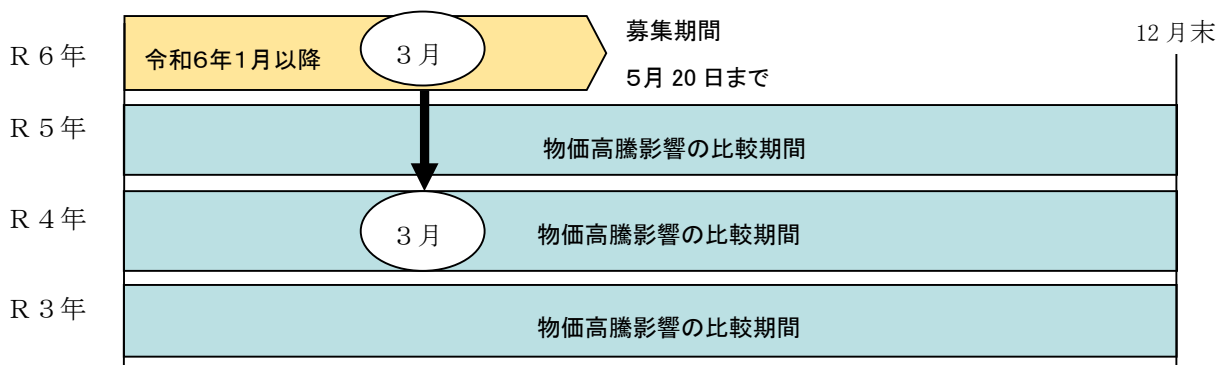 募集期間
12月末
R６年
令和６年１月以降
３月
５月 20 日まで
R５年
物価高騰影響の比較期間
R４年
３月
物価高騰影響の比較期間
R３年
物価高騰影響の比較期間